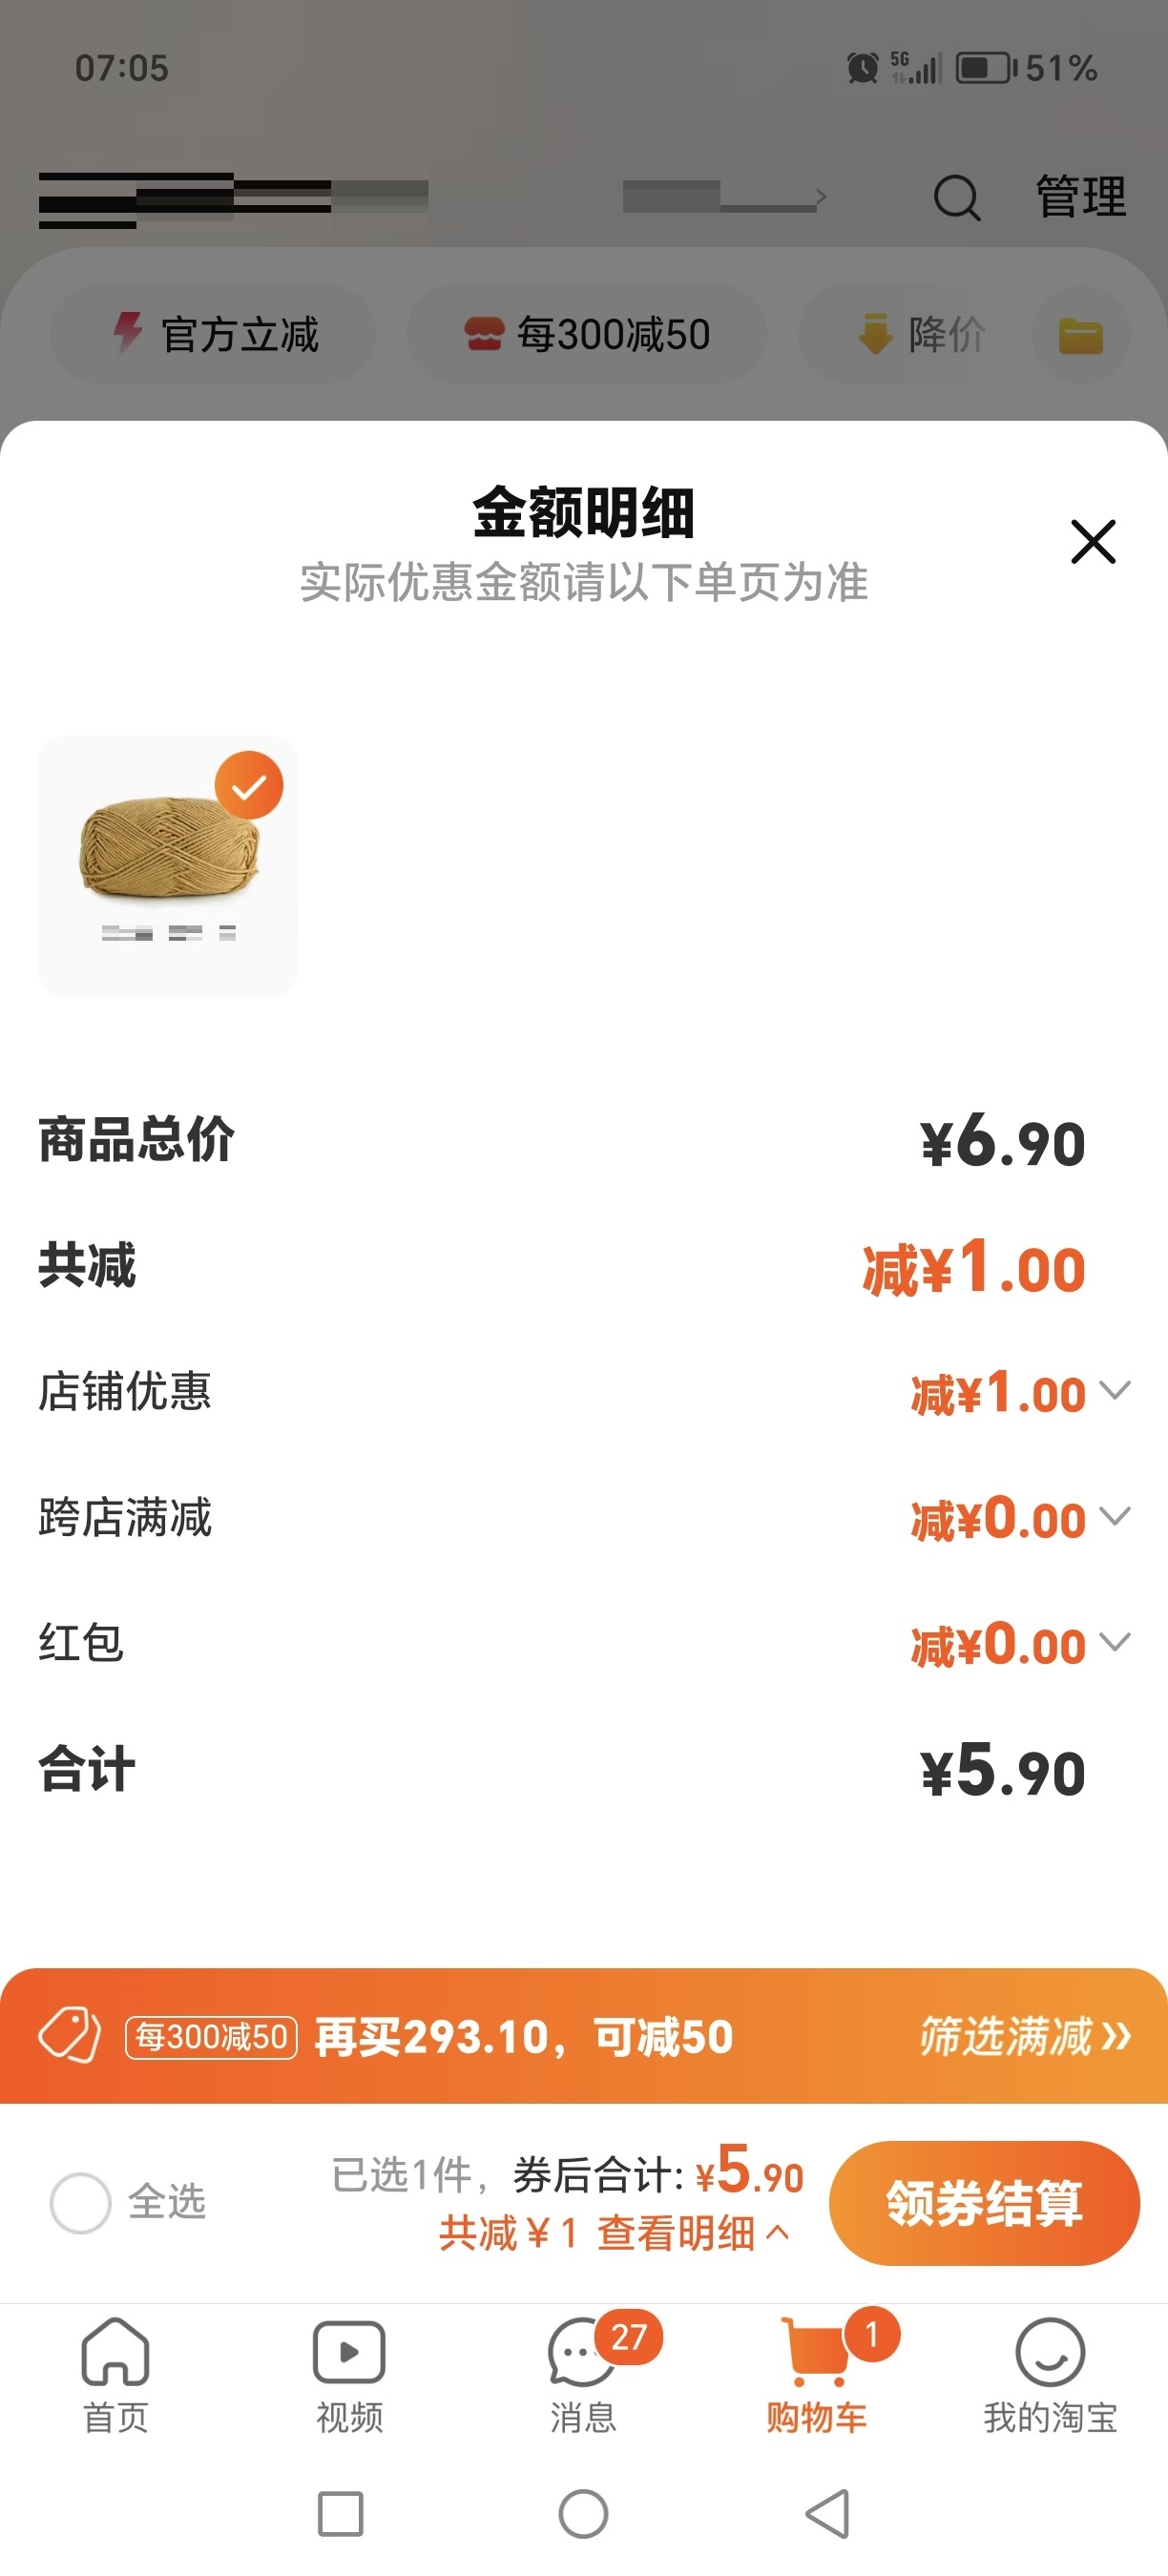 07:05 5G 51%
管理
官方立减 每300减50 降价
金额明细
实际优惠金额请以下单页为准
商品总价 ¥6.90
共减 减¥1.00
店铺优惠 减¥1.00
跨店满减 减¥0.00
红包 减¥0.00
合计 ¥5.90
每300减50 再买293.10，可减50 筛选满减
全选 已选1件，券后合计: ¥5.90 领券结算
共减¥1 查看明细
27 1
首页 视频 消息 购物车 我的淘宝